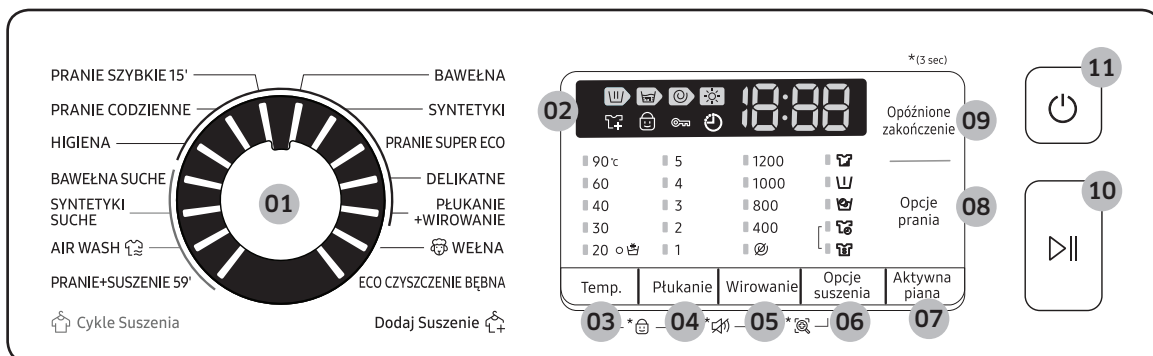 *(3 sec)
11
PRANIE SZYBKIE 15'
BAWEŁNA
PRANIE CODZIENNE
SYNTETYKI
HIGIENA
PRANIE SUPER ECO
BAWEŁNA SUCHE
DELIKATNE
SYNTETYKI
SUCHE
PŁUKANIE
+WIROWANIE
AIR WASH
WEŁNA
PRANIE+SUSZENIE 59'
ECO CZYSZCZENIE BĘBNA
Cykle Suszenia
Dodaj Suszenie
01
02
18:88
Opóźnione
zakończenie
09
90℃ 5 1200
60 4 1000
40 3 800
30 2 400
20 1
Opcje
prania
08
10
Temp.
Płukanie
Wirowanie
Opcje
suszenia
Aktywna
piana
03 * 04 * 05 * 06 07